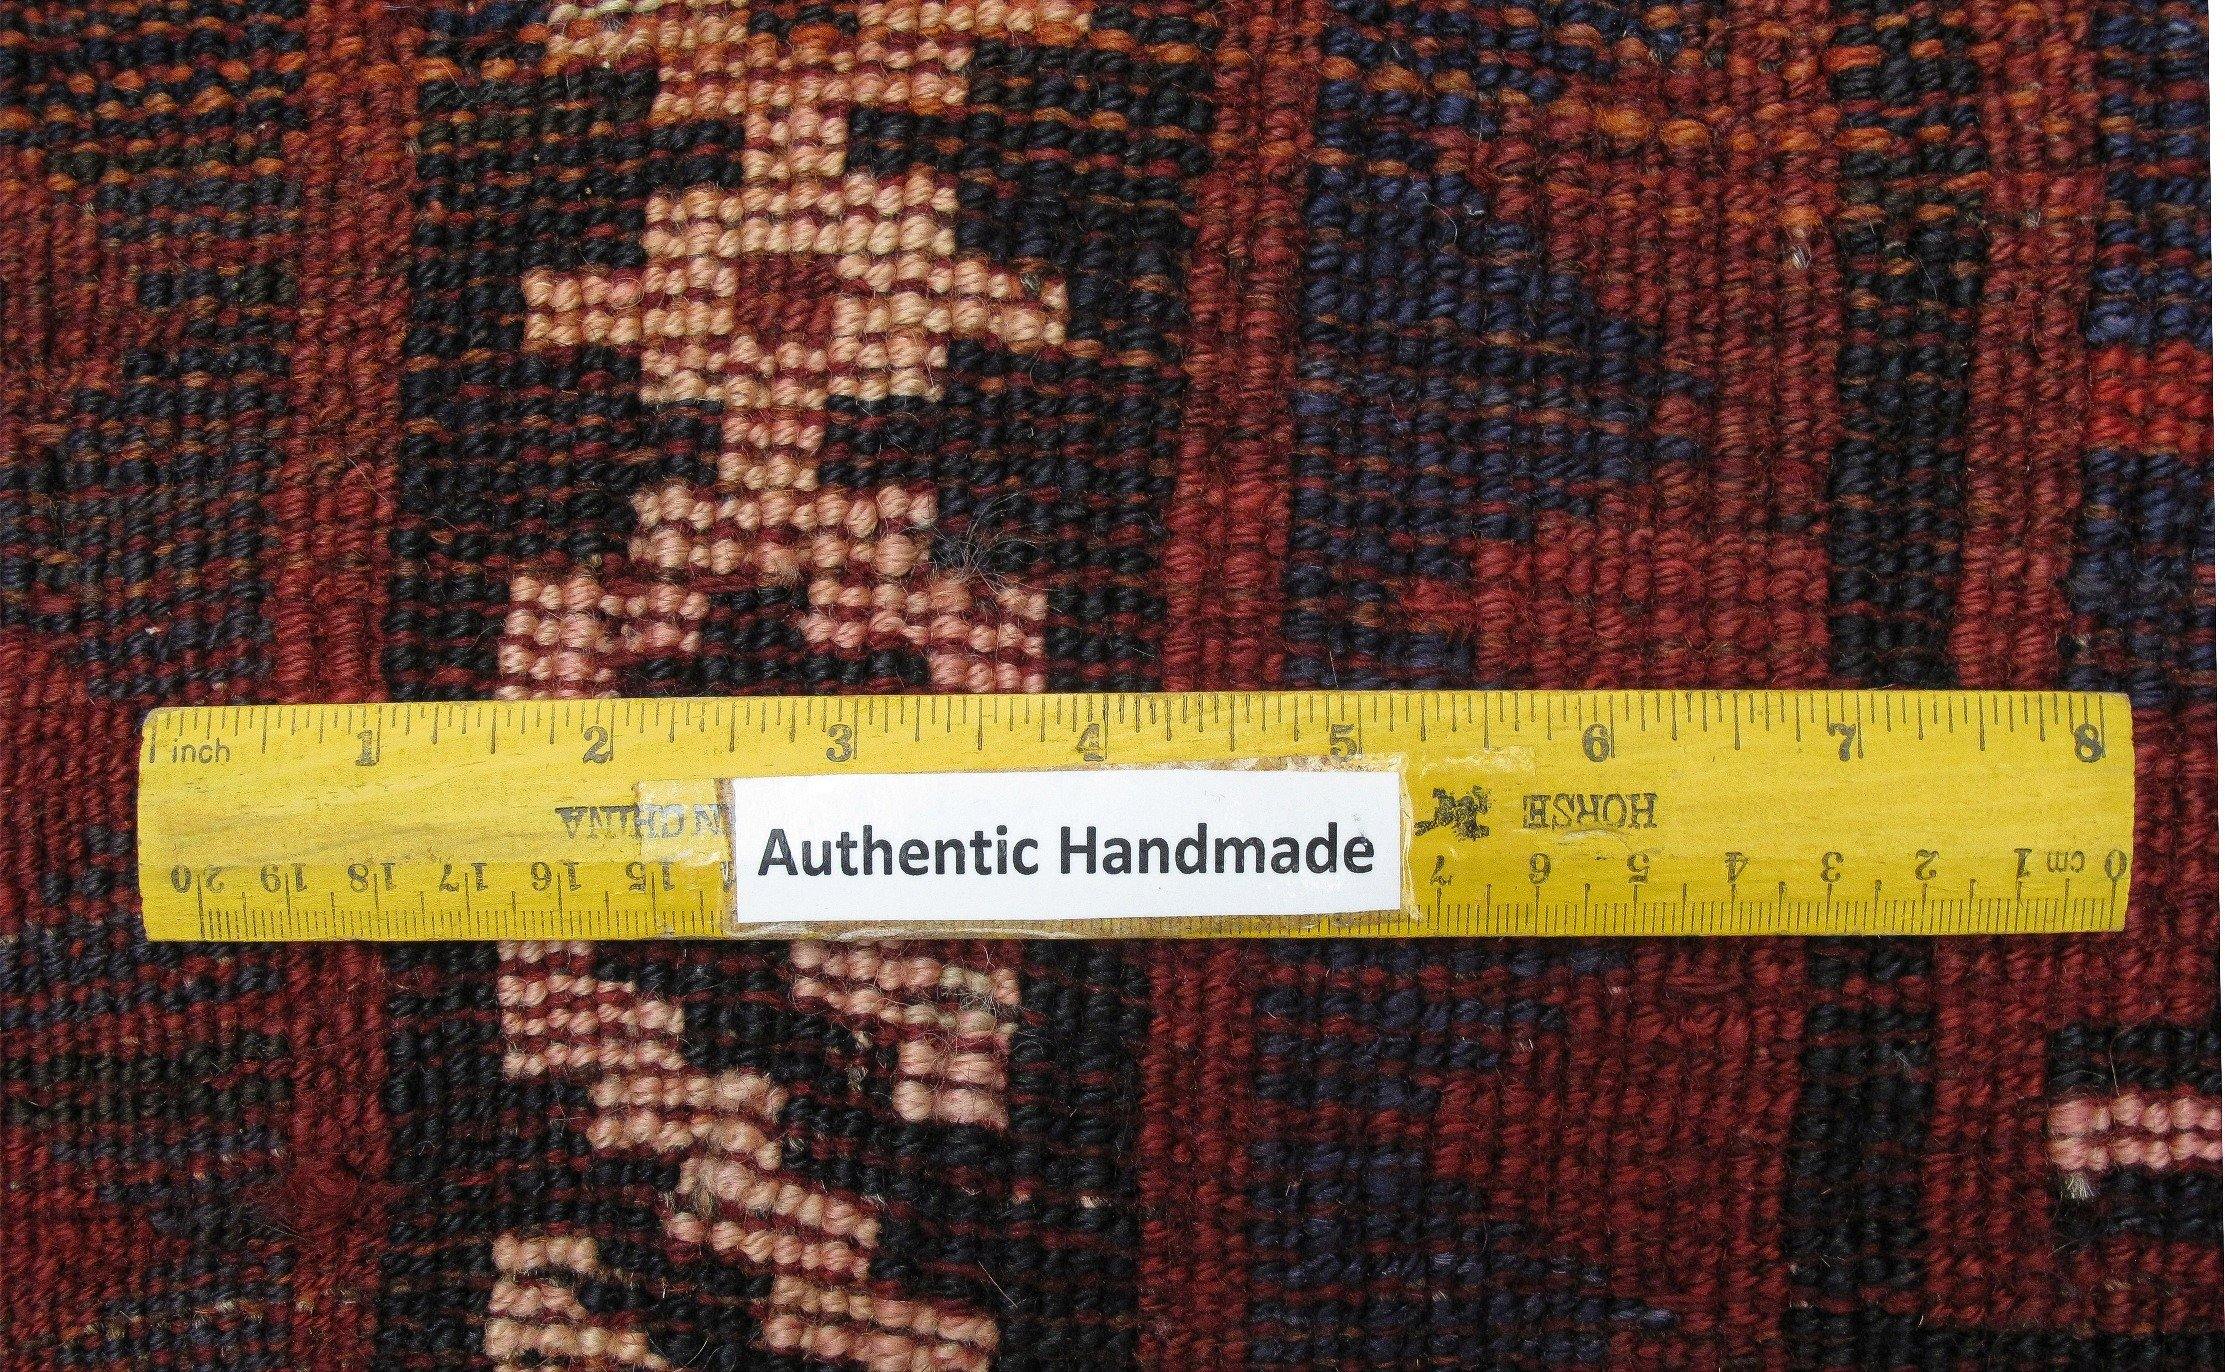 inch 1 2 3 4 5 6 7 8
Authentic Handmade
HORSE
N CHINA
0 cm 1 2 3 4 5 6 7 15 16 17 18 19 20